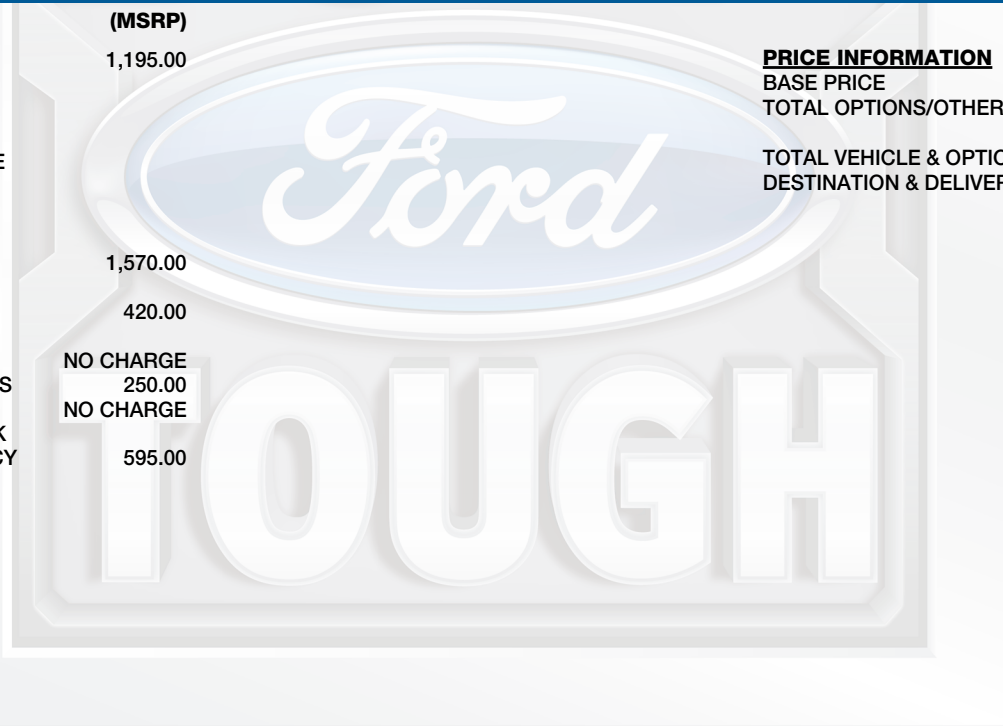 (MSRP)
1,195.00
E
1,570.00
420.00
NO CHARGE
S 250.00
NO CHARGE
K
CY 595.00
PRICE INFORMATION
BASE PRICE
TOTAL OPTIONS/OTHER
TOTAL VEHICLE & OPTIO
DESTINATION & DELIVER
Ford
TOUGH